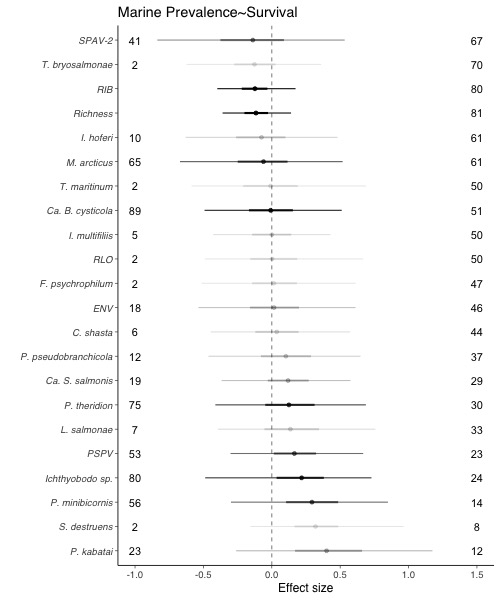 Marine Prevalence~Survival
SPAV-2 41 67
T. bryosalmonae 2 70
RIB 80
Richness 81
I. hoferi 10 61
M. arcticus 65 61
T. maritinum 2 50
Ca. B. cysticola 89 51
I. multifiliis 5 50
RLO 2 50
F. psychrophilum 2 47
ENV 18 46
C. shasta 6 44
P. pseudobranchicola 12 37
Ca. S. salmonis 19 29
P. theridion 75 30
L. salmonae 7 33
PSPV 53 23
Ichthyobodo sp. 80 24
P. minibicornis 56 14
S. destruens 2 8
P. kabatai 23 12
-1.0 -0.5 0.0 0.5 1.0 1.5
Effect size